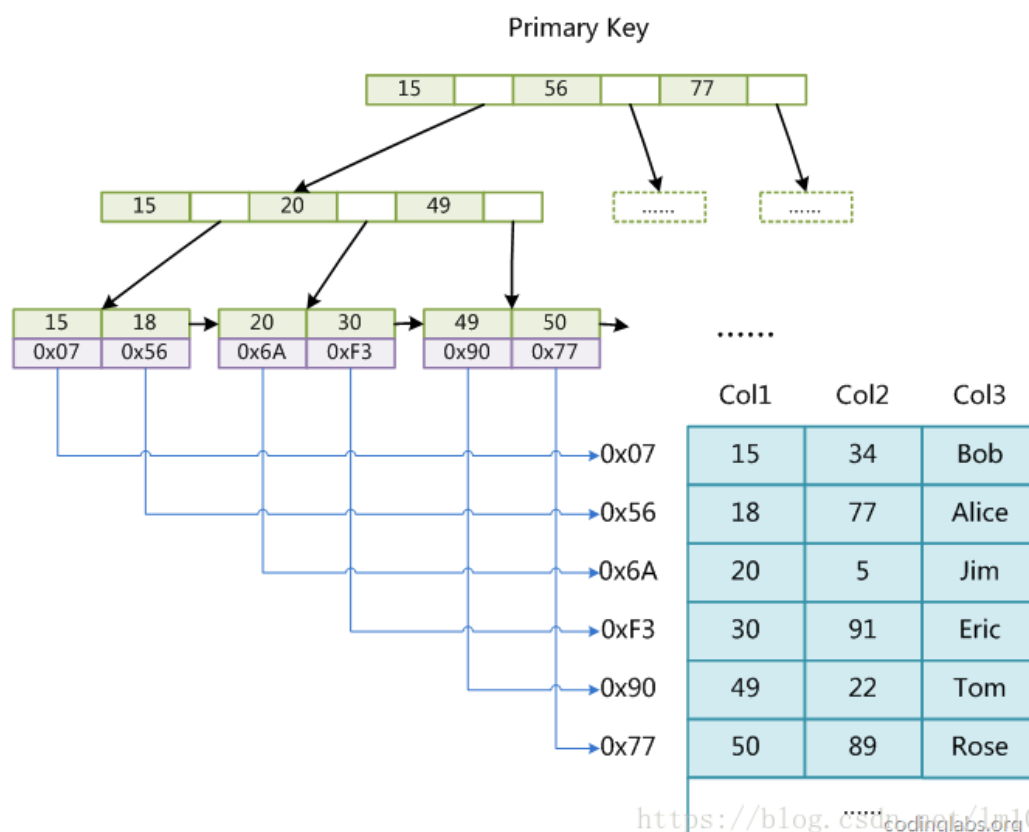 Primary Key
15 56 77
15 20 49 ...... ......
15 18 20 30 49 50
0x07 0x56 0x6A 0xF3 0x90 0x77
......
Col1 Col2 Col3
0x07 15 34 Bob
0x56 18 77 Alice
0x6A 20 5 Jim
0xF3 30 91 Eric
0x90 49 22 Tom
0x77 50 89 Rose
......
codinglabs.org